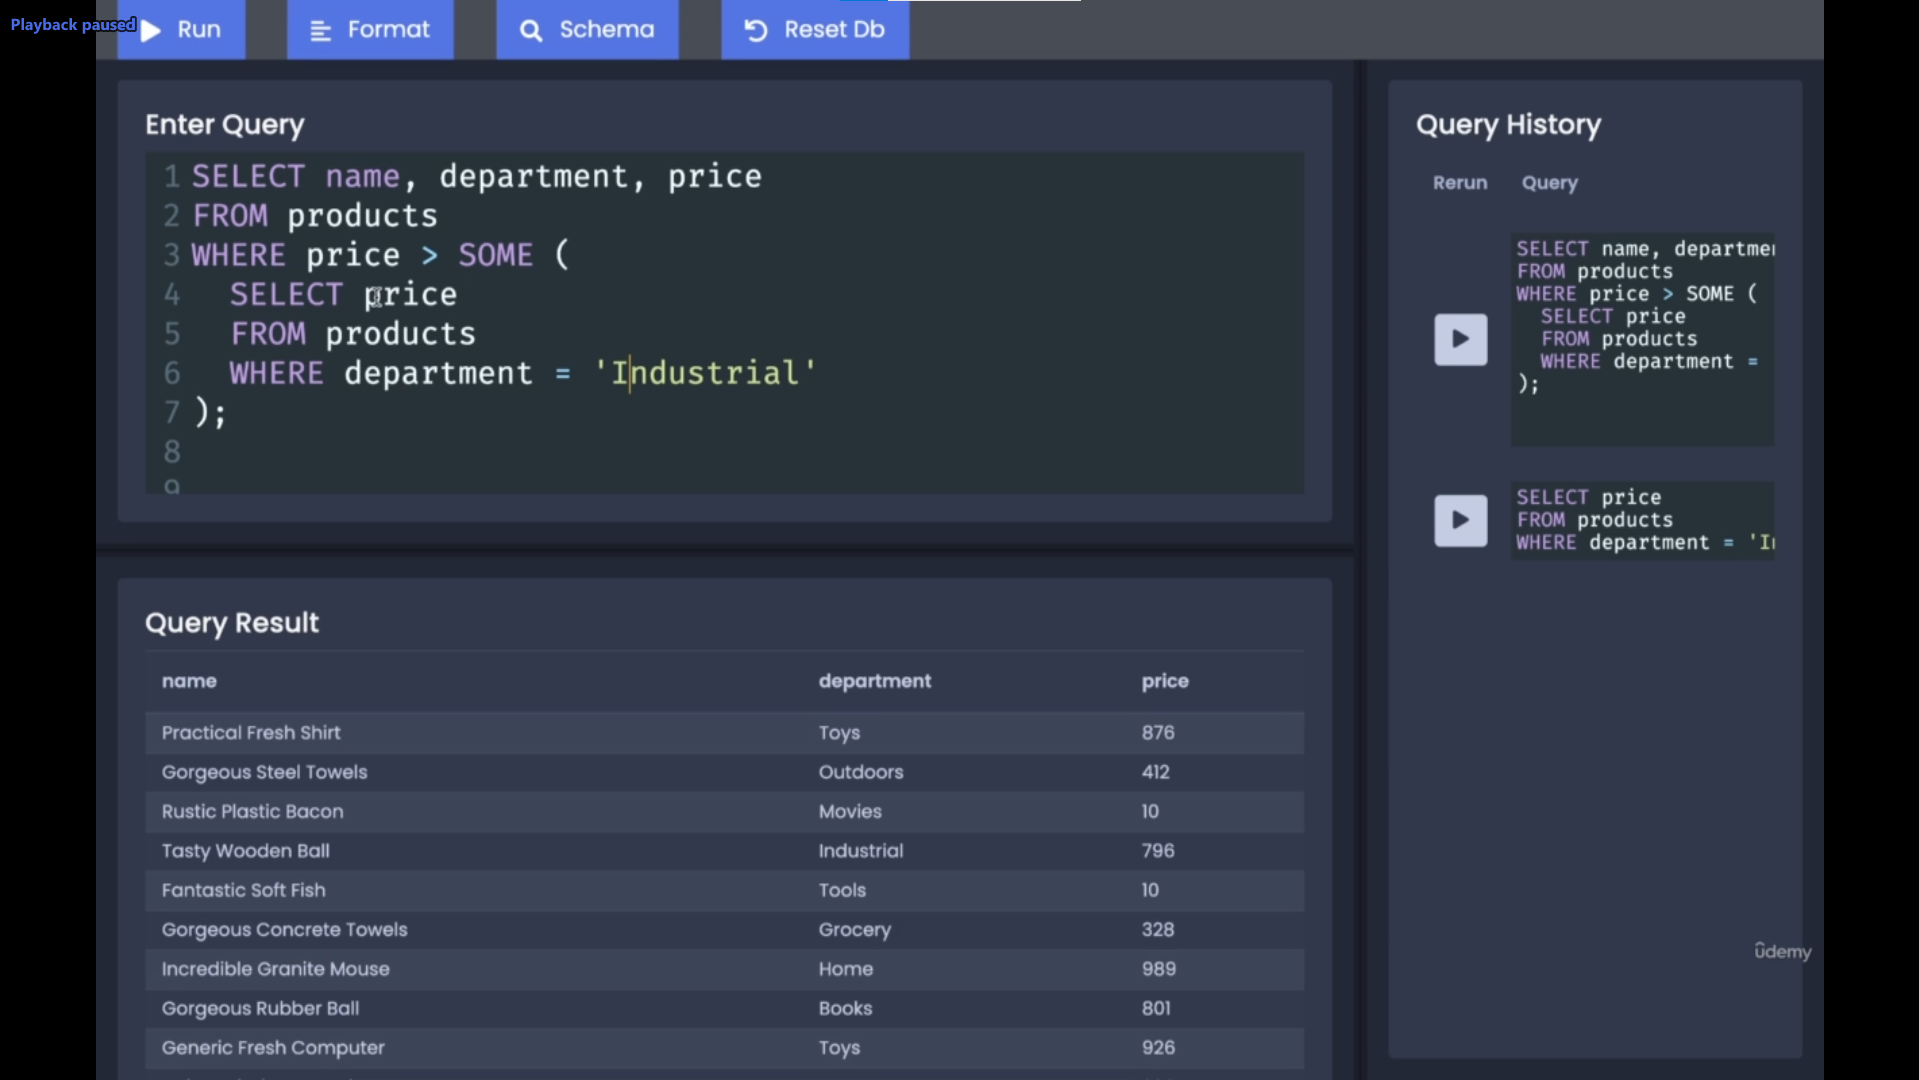 Playback paused
Run Format Schema Reset Db
Enter Query
1 SELECT name, department, price
2 FROM products
3 WHERE price > SOME (
4 SELECT price
5 FROM products
6 WHERE department = 'Industrial'
7 );
8
9
Query Result
name department price
Practical Fresh Shirt Toys 876
Gorgeous Steel Towels Outdoors 412
Rustic Plastic Bacon Movies 10
Tasty Wooden Ball Industrial 796
Fantastic Soft Fish Tools 10
Gorgeous Concrete Towels Grocery 328
Incredible Granite Mouse Home 989
Gorgeous Rubber Ball Books 801
Generic Fresh Computer Toys 926
Query History
Rerun Query
SELECT name, departmen
FROM products
WHERE price > SOME (
SELECT price
FROM products
WHERE department =
);
SELECT price
FROM products
WHERE department = 'In
ûdemy